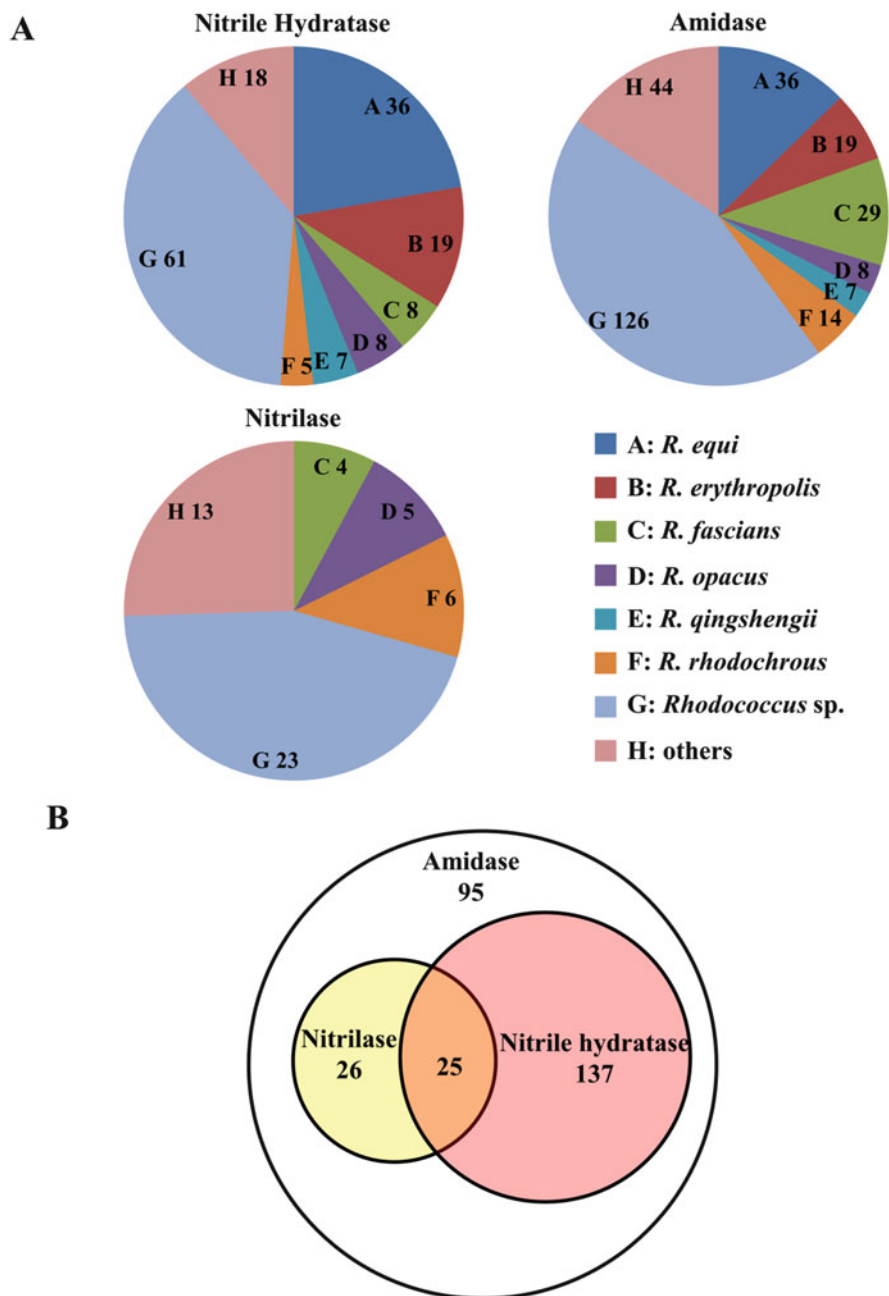 A
Nitrile Hydratase
H 18
A 36
G 61
B 19
C 8
D 8
E 7
F 5
Amidase
H 44
A 36
B 19
C 29
D 8
E 7
F 14
G 126
Nitrilase
C 4
D 5
H 13
F 6
G 23
A: R. equi
B: R. erythropolis
C: R. fascians
D: R. opacus
E: R. qingshengii
F: R. rhodochrous
G: Rhodococcus sp.
H: others
B
Amidase
95
Nitrilase
26
25
Nitrile hydratase
137